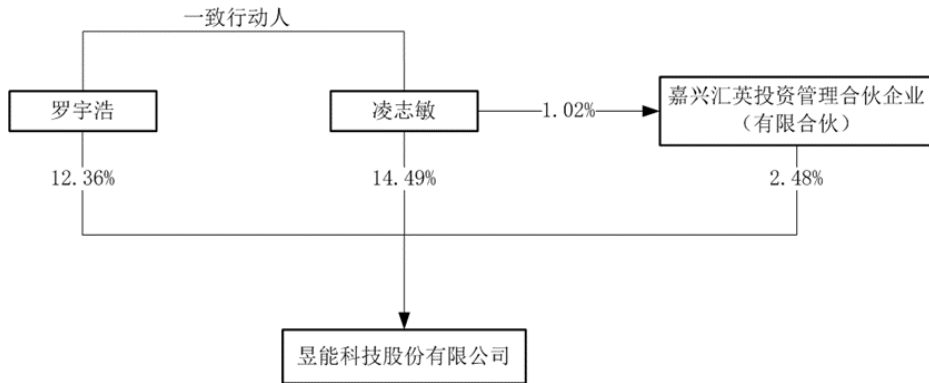 一致行动人
罗宇浩
凌志敏
1.02%
嘉兴汇英投资管理合伙企业
（有限合伙）
12.36%
14.49%
2.48%
昱能科技股份有限公司